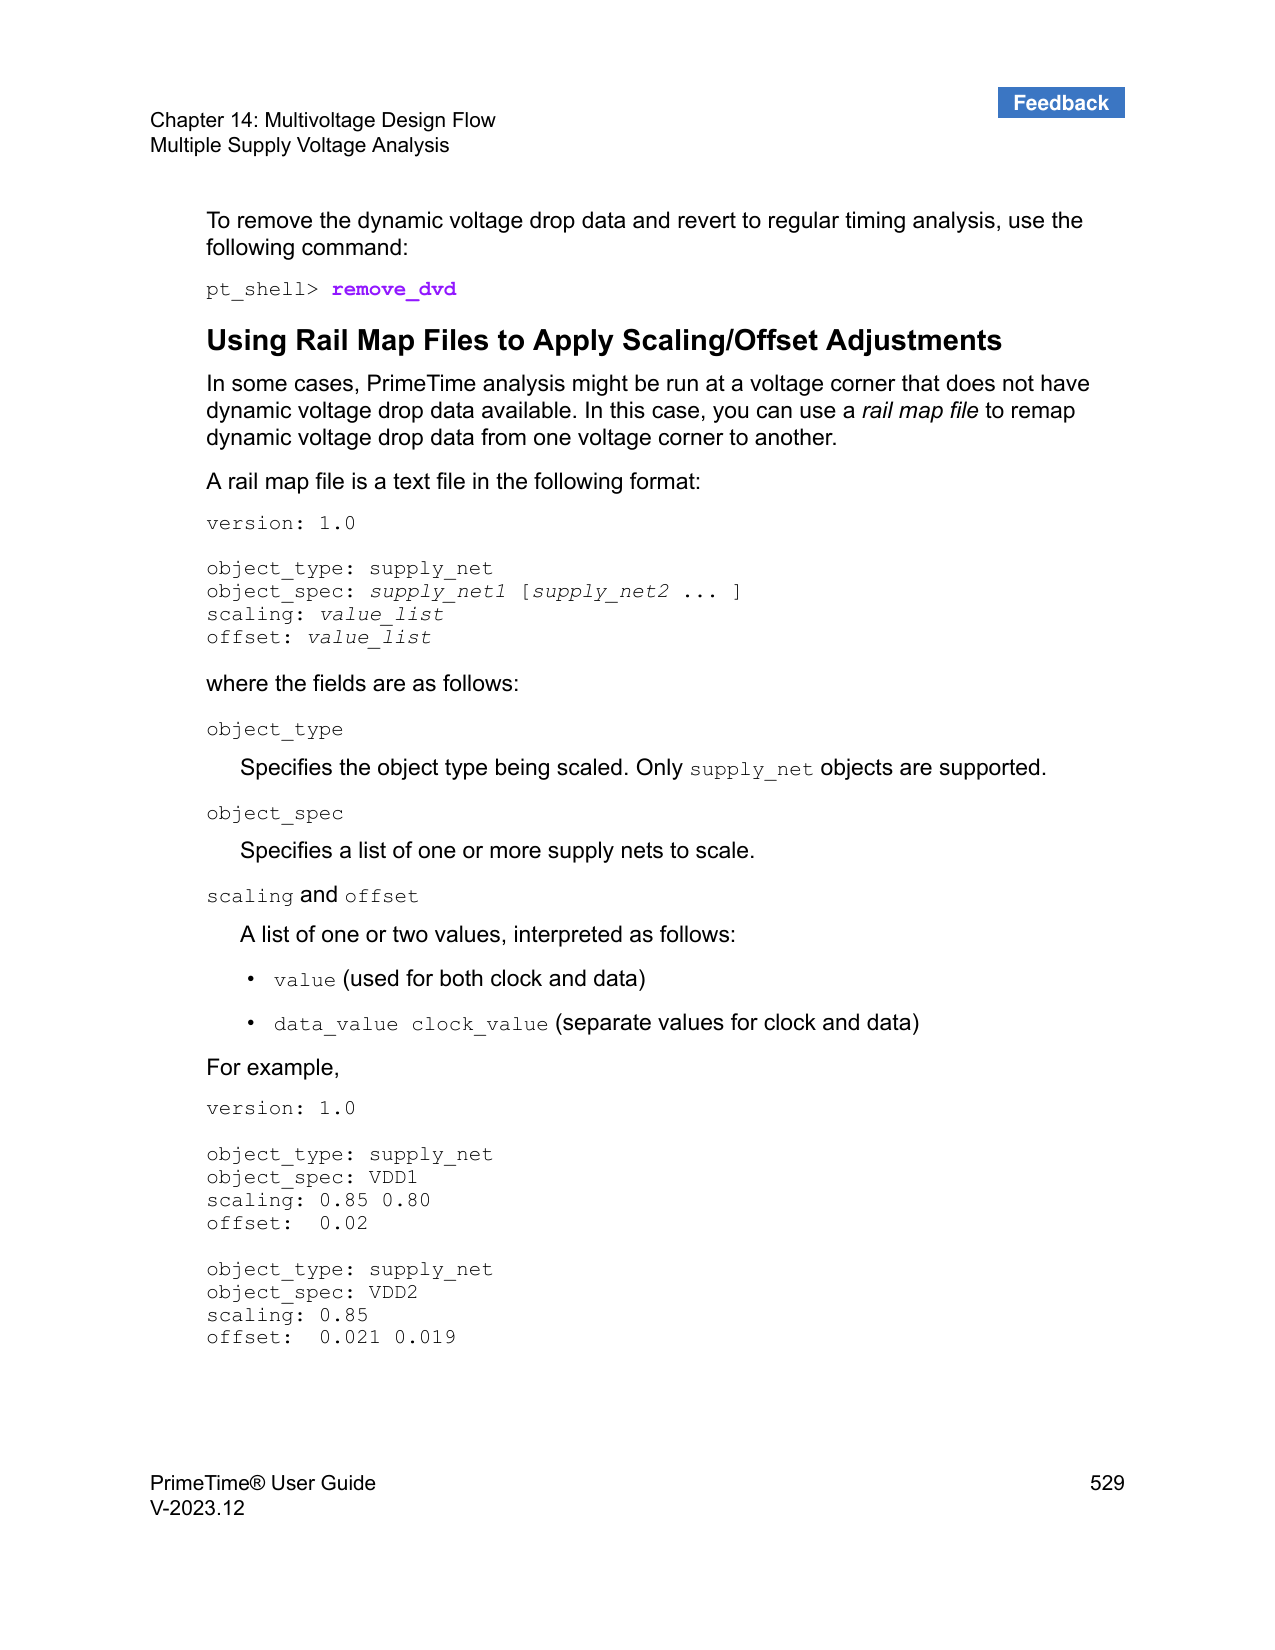 Feedback
Chapter 14: Multivoltage Design Flow
Multiple Supply Voltage Analysis
To remove the dynamic voltage drop data and revert to regular timing analysis, use the
following command:
pt_shell> remove_dvd
Using Rail Map Files to Apply Scaling/Offset Adjustments
In some cases, PrimeTime analysis might be run at a voltage corner that does not have
dynamic voltage drop data available. In this case, you can use a rail map file to remap
dynamic voltage drop data from one voltage corner to another.
A rail map file is a text file in the following format:
version: 1.0
object_type: supply_net
object_spec: supply_net1 [supply_net2 ... ]
scaling: value_list
offset: value_list
where the fields are as follows:
object_type
Specifies the object type being scaled. Only supply_net objects are supported.
object_spec
Specifies a list of one or more supply nets to scale.
scaling and offset
A list of one or two values, interpreted as follows:
• value (used for both clock and data)
• data_value clock_value (separate values for clock and data)
For example,
version: 1.0
object_type: supply_net
object_spec: VDD1
scaling: 0.85 0.80
offset:  0.02
object_type: supply_net
object_spec: VDD2
scaling: 0.85
offset:  0.021 0.019
PrimeTime® User Guide
529
V-2023.12